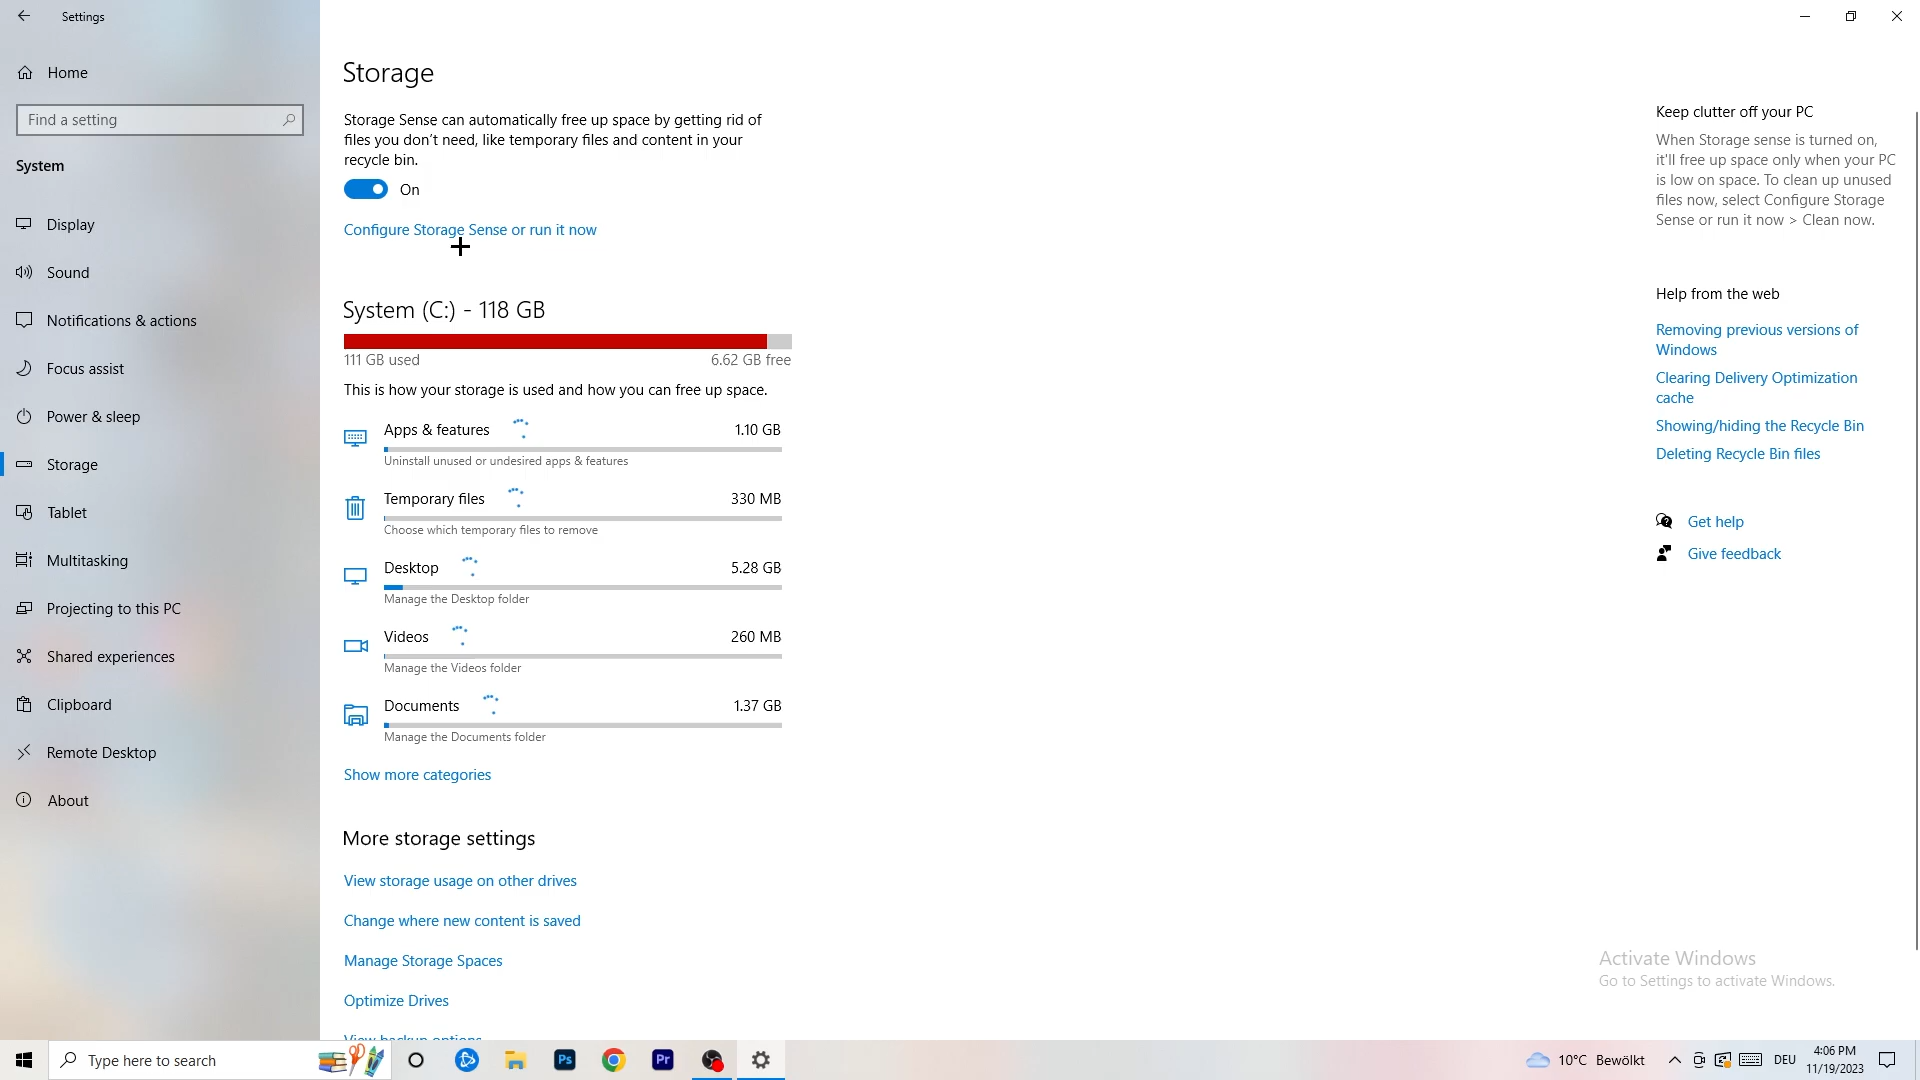 Settings
Home
Find a setting
System
Display
Sound
Notifications & actions
Focus assist
Power & sleep
Storage
Tablet
Multitasking
Projecting to this PC
Shared experiences
Clipboard
Remote Desktop
About
Storage
Storage Sense can automatically free up space by getting rid of
files you don't need, like temporary files and content in your
recycle bin.
On
Configure Storage Sense or run it now
System (C:) - 118 GB
111 GB used
6.62 GB free
This is how your storage is used and how you can free up space.
Apps & features
1.10 GB
Uninstall unused or undesired apps & features
Temporary files
330 MB
Choose which temporary files to remove
Desktop
5.28 GB
Manage the Desktop folder
Videos
260 MB
Manage the Videos folder
Documents
1.37 GB
Manage the Documents folder
Show more categories
More storage settings
View storage usage on other drives
Change where new content is saved
Manage Storage Spaces
Optimize Drives
View backup options
Keep clutter off your PC
When Storage sense is turned on,
it'll free up space only when your PC
is low on space. To clean up unused
files now, select Configure Storage
Sense or run it now > Clean now.
Help from the web
Removing previous versions of
Windows
Clearing Delivery Optimization
cache
Showing/hiding the Recycle Bin
Deleting Recycle Bin files
Get help
Give feedback
Activate Windows
Go to Settings to activate Windows.
Type here to search
Ps
Pr
10°C Bewölkt
DEU
4:06 PM
11/19/2023